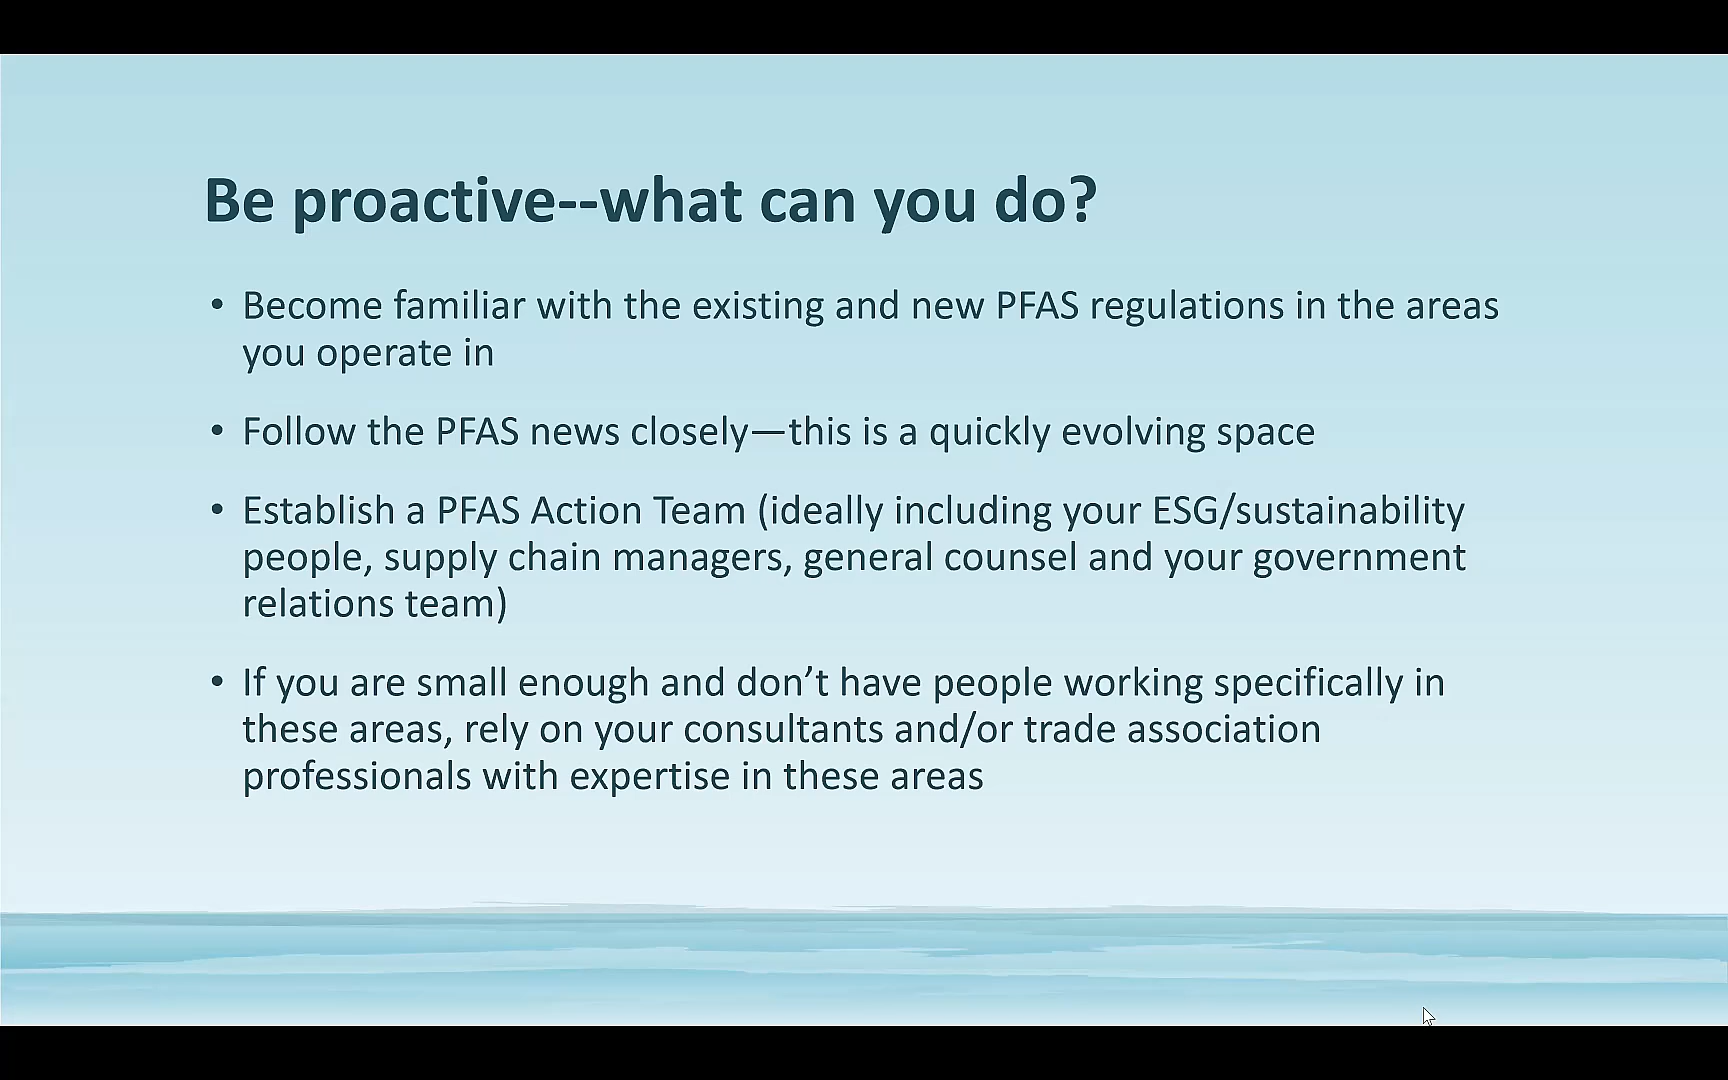 Be proactive--what can you do?
• Become familiar with the existing and new PFAS regulations in the areas
you operate in
• Follow the PFAS news closely—this is a quickly evolving space
• Establish a PFAS Action Team (ideally including your ESG/sustainability
people, supply chain managers, general counsel and your government
relations team)
• If you are small enough and don’t have people working specifically in
these areas, rely on your consultants and/or trade association
professionals with expertise in these areas